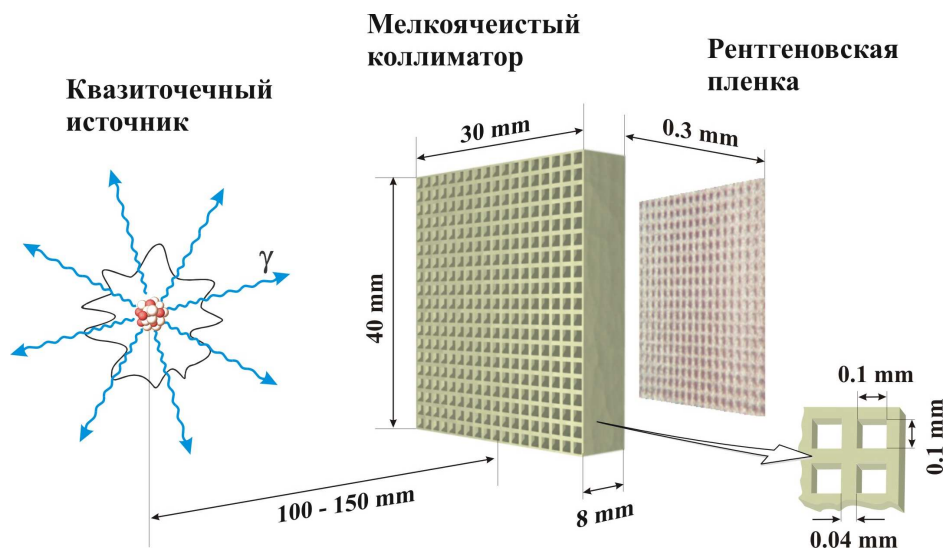 Мелкоячеистый
коллиматор
Рентгеновская
пленка
Квазиточечный
источник
30 mm
0.3 mm
γ
40 mm
0.1 mm
0.1 mm
100 - 150 mm
8 mm
0.04 mm